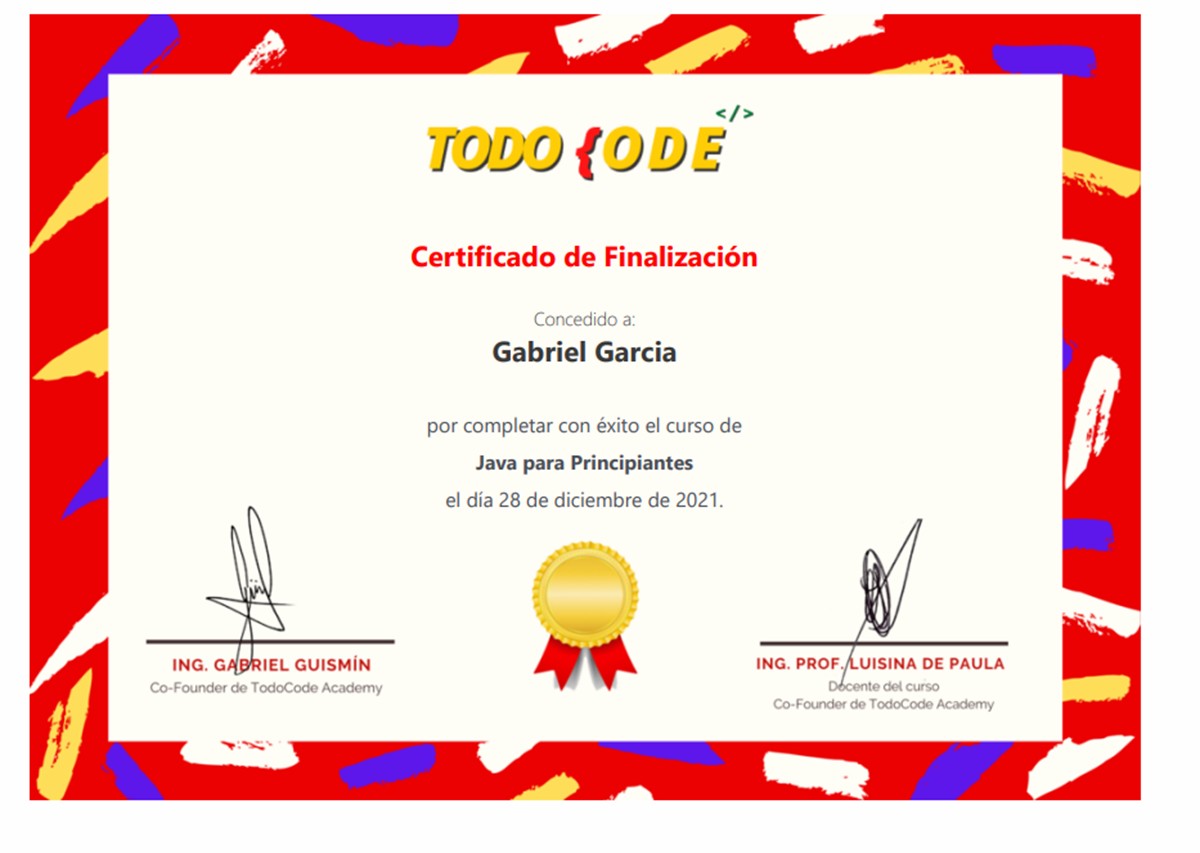 </>
TODO {ODE
Certificado de Finalización
Concedido a:
Gabriel Garcia
por completar con éxito el curso de
Java para Principiantes
el día 28 de diciembre de 2021.
ING. GABRIEL GUISMÍN
Co-Founder de TodoCode Academy
ING. PROF. LUISINA DE PAULA
Docente del curso
Co-Founder de TodoCode Academy